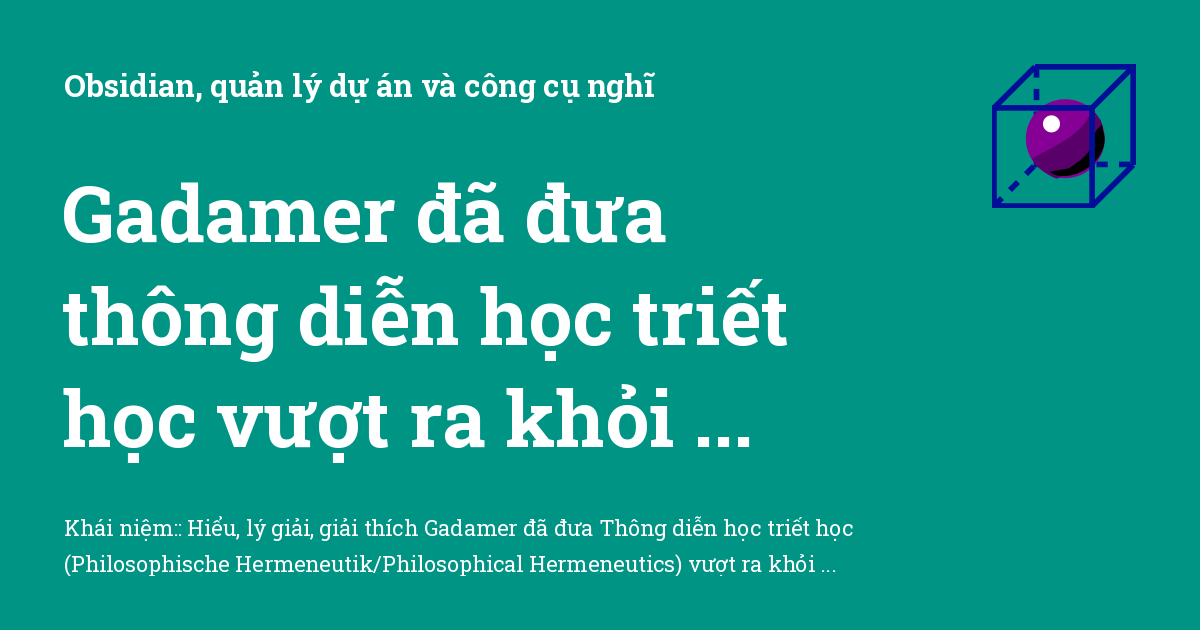 Obsidian, quản lý dự án và công cụ nghĩ
Gadamer đã đưa
thông diễn học triết
học vượt ra khỏi ...
Khái niệm:: Hiểu, lý giải, giải thích Gadamer đã đưa Thông diễn học triết học
(Philosophische Hermeneutik/Philosophical Hermeneutics) vượt ra khỏi ...